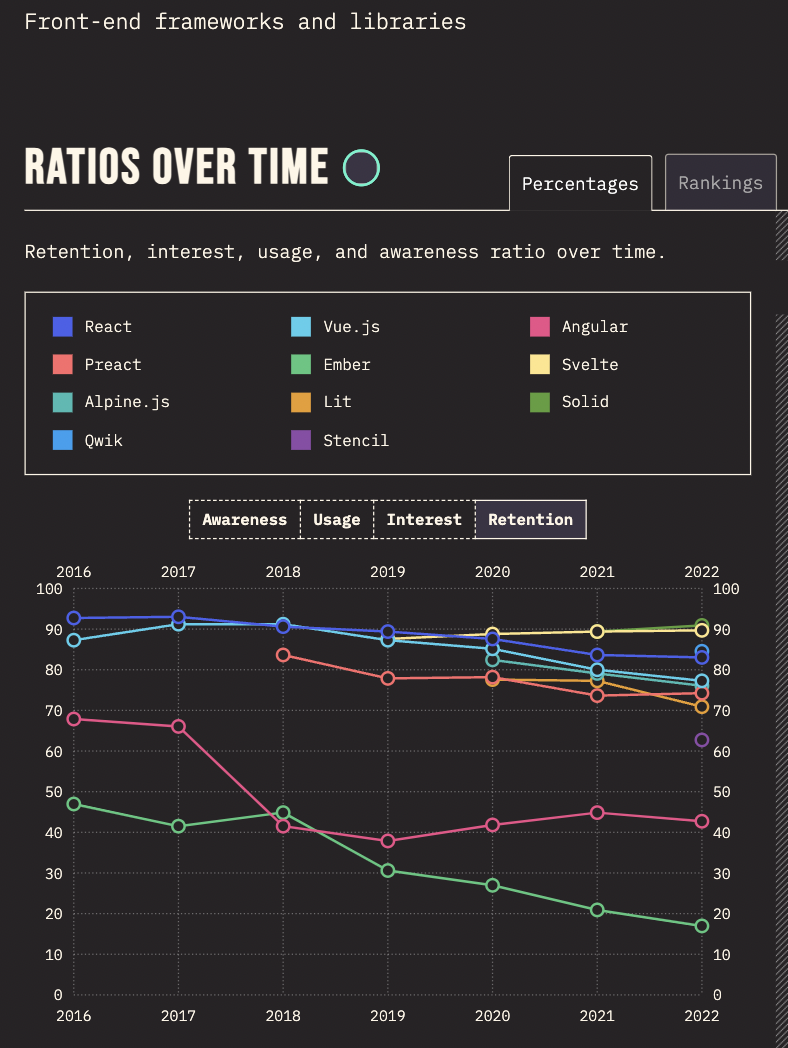 Front-end frameworks and libraries
RATIOS OVER TIME
Percentages Rankings
Retention, interest, usage, and awareness ratio over time.
React Vue.js Angular
Preact Ember Svelte
Alpine.js Lit Solid
Qwik Stencil
Awareness Usage Interest Retention
2016 2017 2018 2019 2020 2021 2022
100 100
90 90
80 80
70 70
60 60
50 50
40 40
30 30
20 20
10 10
0 0
2016 2017 2018 2019 2020 2021 2022